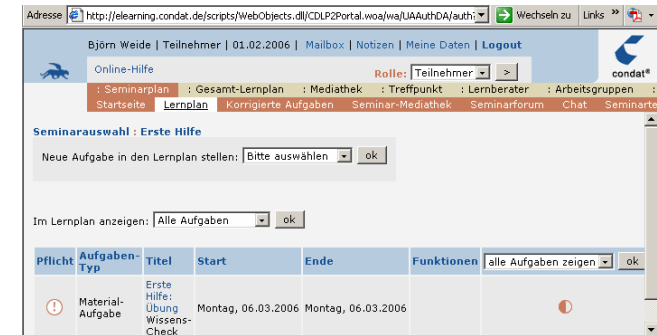 Adresse http://elearning.condat.de/scripts/WebObjects.dll/CDLP2Portal.woa/wa/UAAuthDA/auth? Wechseln zu Links »
Björn Weide | Teilnehmer | 01.02.2006 | Mailbox | Notizen | Meine Daten | Logout
Online-Hilfe
Rolle: Teilnehmer >
condat®
: Seminarplan : Gesamt-Lernplan : Mediathek : Treffpunkt : Lernberater : Arbeitsgruppen :
Startseite Lernplan Korrigierte Aufgaben Seminar-Mediathek Seminarforum Chat Seminarte
Seminarauswahl : Erste Hilfe
Neue Aufgabe in den Lernplan stellen: Bitte auswählen ok
Im Lernplan anzeigen: Alle Aufgaben ok
Pflicht Aufgaben-Typ Titel Start Ende Funktionen alle Aufgaben zeigen ok
Erste
Hilfe:
Material- Übung Montag, 06.03.2006 Montag, 06.03.2006
Aufgabe Wissens-
Check